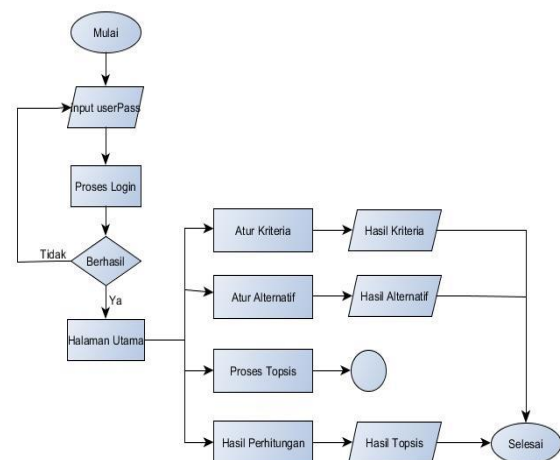 Mulai
Input userPass
Proses Login
Berhasil
Tidak
Ya
Halaman Utama
Atur Kriteria
Hasil Kriteria
Atur Alternatif
Hasil Alternatif
Proses Topsis
Hasil Perhitungan
Hasil Topsis
Selesai